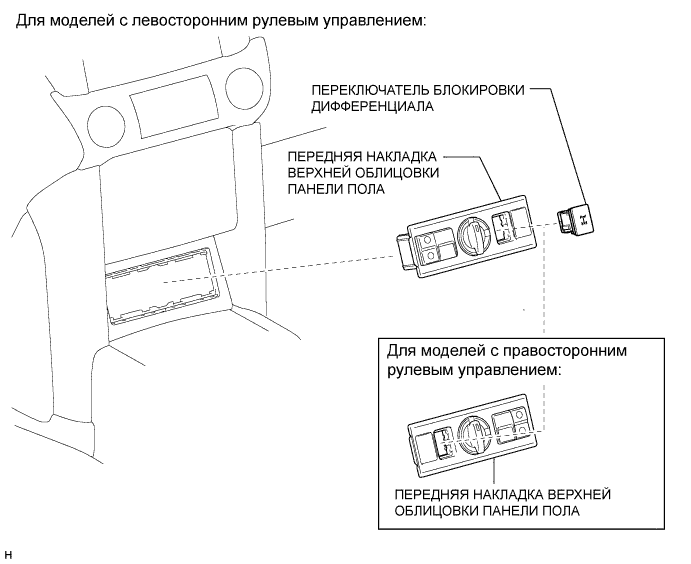 Для моделей с левосторонним рулевым управлением:
ПЕРЕКЛЮЧАТЕЛЬ БЛОКИРОВКИ
ДИФФЕРЕНЦИАЛА
ПЕРЕДНЯЯ НАКЛАДКА
ВЕРХНЕЙ ОБЛИЦОВКИ
ПАНЕЛИ ПОЛА
Для моделей с правосторонним
рулевым управлением:
ПЕРЕДНЯЯ НАКЛАДКА ВЕРХНЕЙ
ОБЛИЦОВКИ ПАНЕЛИ ПОЛА
н